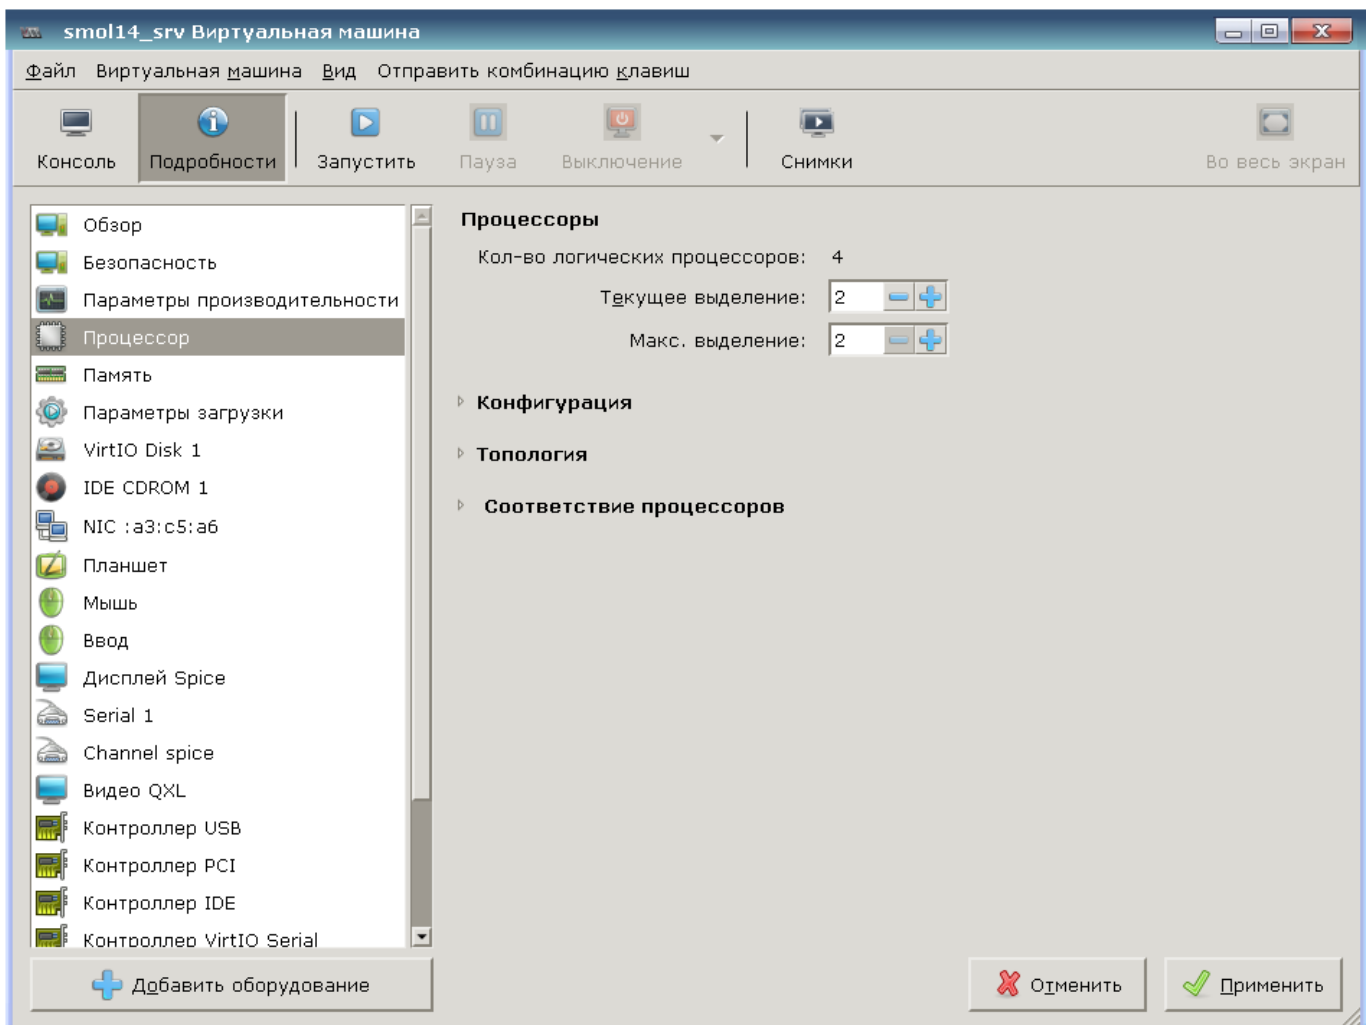 smol14_srv Виртуальная машина
Файл Виртуальная машина Вид Отправить комбинацию клавиш
Консоль Подробности Запустить Пауза Выключение Снимки Во весь экран
Обзор
Безопасность
Параметры производительности
Процессор
Память
Параметры загрузки
VirtIO Disk 1
IDE CDROM 1
NIC :a3:c5:a6
Планшет
Мышь
Ввод
Дисплей Spice
Serial 1
Channel spice
Видео QXL
Контроллер USB
Контроллер PCI
Контроллер IDE
Контроллер VirtIO Serial
Добавить оборудование
Процессоры
Кол-во логических процессоров: 4
Текущее выделение: 2
Макс. выделение: 2
Конфигурация
Топология
Соответствие процессоров
Отменить Применить